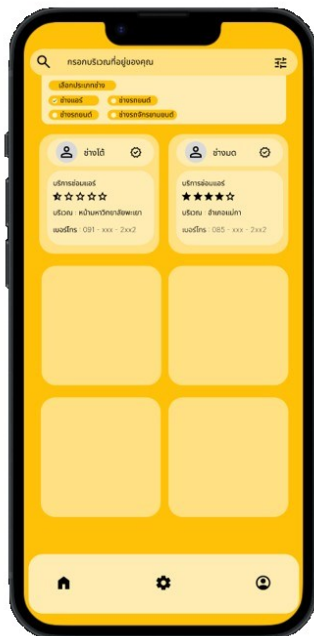 กรอกบริเวณที่อยู่ของคุณ
เลือกประเภทช่าง
ช่างแอร์ ช่างรถยนต์
ช่างรถยนต์ ช่างรถจักรยานยนต์
ช่างโต้ ช่างมด
บริการซ่อมแอร์ บริการซ่อมแอร์
บริเวณ : หน้ามหาวิทยาลัยพะเยา บริเวณ : อำเภอแม่กา
เบอร์โทร : 091 - xxx - 2xx2 เบอร์โทร : 085 - xxx - 2xx2